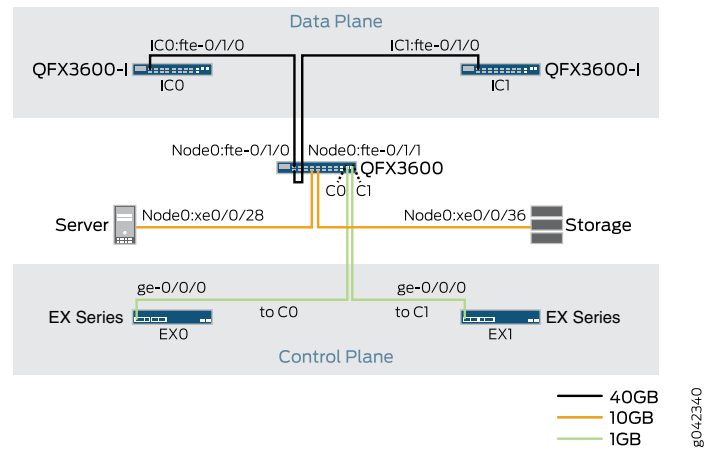 Data Plane
IC0:fte-0/1/0
IC1:fte-0/1/0
QFX3600-I
IC0
IC1
QFX3600-I
Node0:fte-0/1/0
Node0:fte-0/1/1
QFX3600
C0
C1
Server
Node0:xe0/0/28
Node0:xe0/0/36
Storage
ge-0/0/0
ge-0/0/0
EX Series
EX0
to C0
to C1
EX1
EX Series
Control Plane
40GB
10GB
1GB
g042340